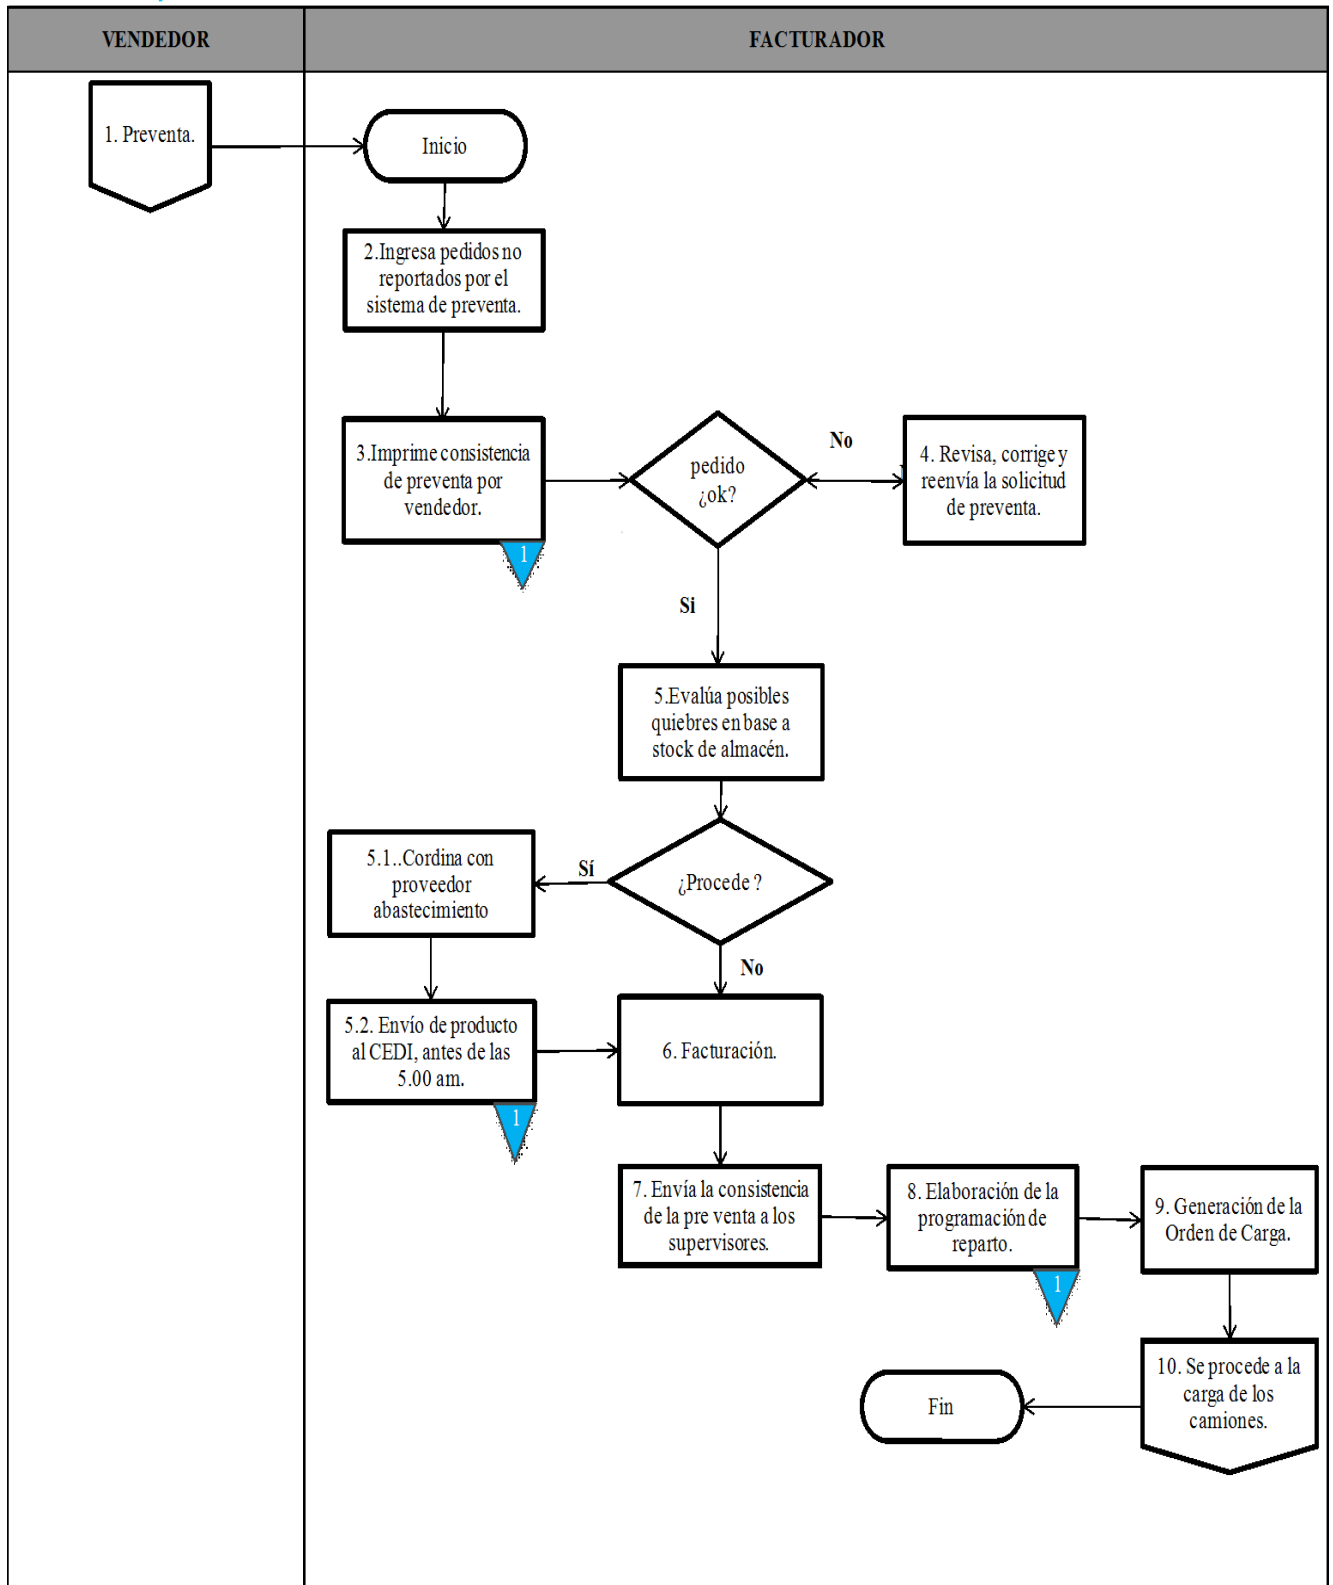 VENDEDOR
FACTURADOR
1. Preventa.
Inicio
2.Ingresa pedidos no
reportados por el
sistema de preventa.
3.Imprime consistencia
de preventa por
vendedor.
1
pedido
¿ok?
No
4. Revisa, corrige y
reenvía la solicitud
de preventa.
Si
5.Evalúa posibles
quiebres en base a
stock de almacén.
¿Procede ?
Sí
5.1..Cordina con
proveedor
abastecimiento
No
5.2. Envío de producto
al CEDI, antes de las
5.00 am.
1
6. Facturación.
7. Envía la consistencia
de la pre venta a los
supervisores.
8. Elaboración de la
programación de
reparto.
1
9. Generación de la
Orden de Carga.
10. Se procede a la
carga de los
camiones.
Fin